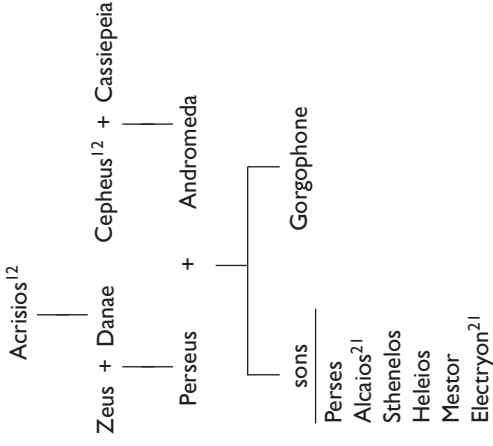 Acrisios¹²
Zeus + Danae Cepheus¹² + Cassiepeia
Perseus + Andromeda
sons Gorgophone
Perses
Alcaios²¹
Sthenelos
Heleios
Mestor
Electryon²¹